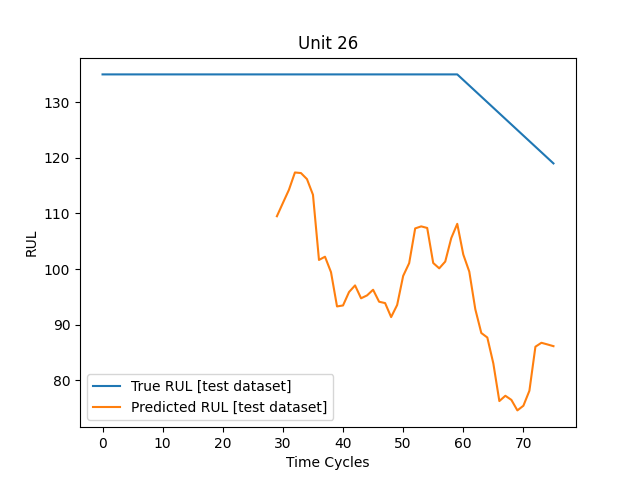 Unit 26
130
120
110
100
90
80
RUL
True RUL [test dataset]
Predicted RUL [test dataset]
0 10 20 30 40 50 60 70
Time Cycles